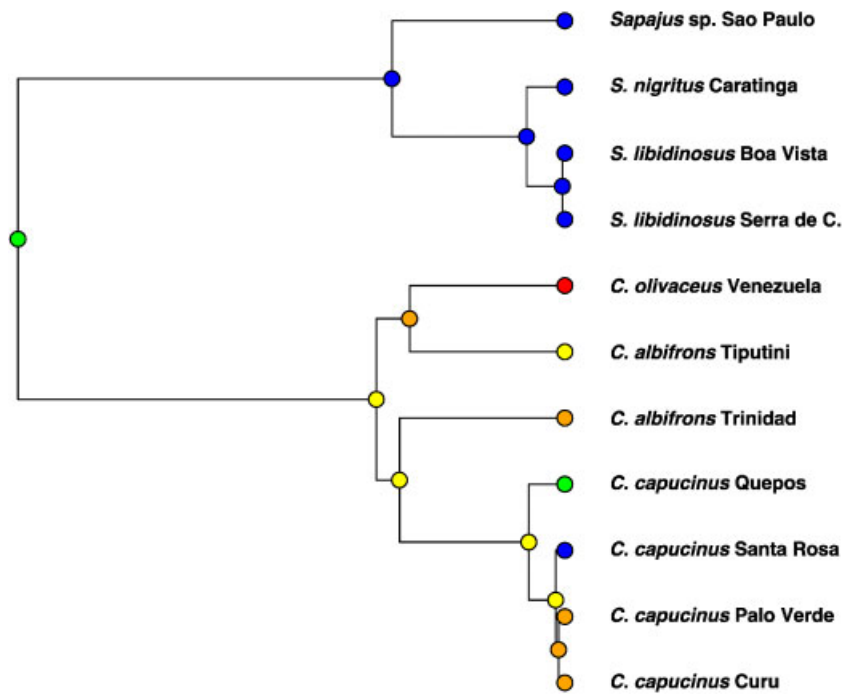 Sapajus sp. Sao Paulo
S. nigritus Caratinga
S. libidinosus Boa Vista
S. libidinosus Serra de C.
C. olivaceus Venezuela
C. albifrons Tiputini
C. albifrons Trinidad
C. capucinus Quepos
C. capucinus Santa Rosa
C. capucinus Palo Verde
C. capucinus Curu